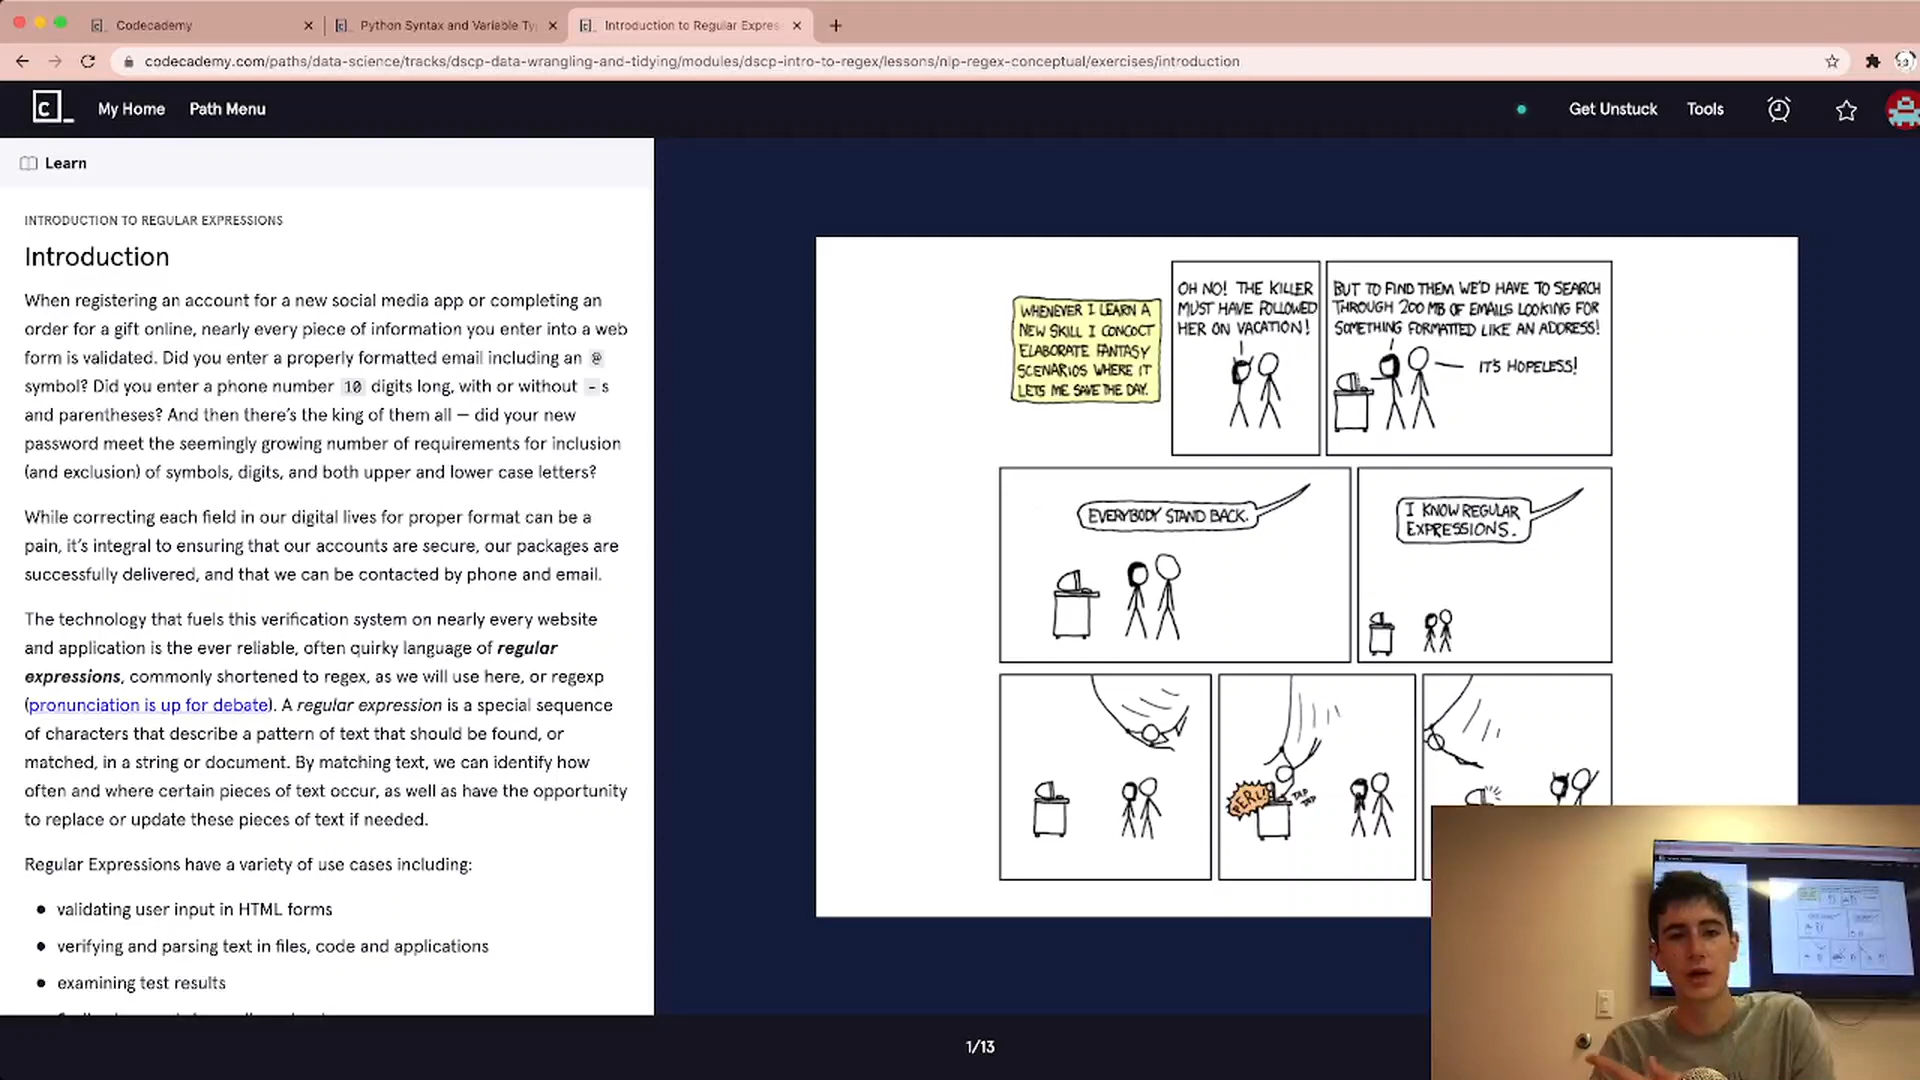 Codecademy
Python Syntax and Variable Ty
Introduction to Regular Expres
codecademy.com/paths/data-science/tracks/dscp-data-wrangling-and-tidying/modules/dscp-intro-to-regex/lessons/nlp-regex-conceptual/exercises/introduction
c_ My Home Path Menu Get Unstuck Tools
Learn
INTRODUCTION TO REGULAR EXPRESSIONS
Introduction
When registering an account for a new social media app or completing an
order for a gift online, nearly every piece of information you enter into a web
form is validated. Did you enter a properly formatted email including an @
symbol? Did you enter a phone number 10 digits long, with or without -s
and parentheses? And then there's the king of them all — did your new
password meet the seemingly growing number of requirements for inclusion
(and exclusion) of symbols, digits, and both upper and lower case letters?
While correcting each field in our digital lives for proper format can be a
pain, it's integral to ensuring that our accounts are secure, our packages are
successfully delivered, and that we can be contacted by phone and email.
The technology that fuels this verification system on nearly every website
and application is the ever reliable, often quirky language of regular
expressions, commonly shortened to regex, as we will use here, or regexp
(pronunciation is up for debate). A regular expression is a special sequence
of characters that describe a pattern of text that should be found, or
matched, in a string or document. By matching text, we can identify how
often and where certain pieces of text occur, as well as have the opportunity
to replace or update these pieces of text if needed.
Regular Expressions have a variety of use cases including:
validating user input in HTML forms
verifying and parsing text in files, code and applications
examining test results
WHENEVER I LEARN A
NEW SKILL I CONCOCT
ELABORATE FANTASY
SCENARIOS WHERE IT
LETS ME SAVE THE DAY.
OH NO! THE KILLER
MUST HAVE FOLLOWED
HER ON VACATION!
BUT TO FIND THEM WE'D HAVE TO SEARCH
THROUGH 200 MB OF EMAILS LOOKING FOR
SOMETHING FORMATTED LIKE AN ADDRESS!
IT'S HOPELESS!
EVERYBODY STAND BACK.
I KNOW REGULAR
EXPRESSIONS.
PERL!
TAP
TAP
1/13